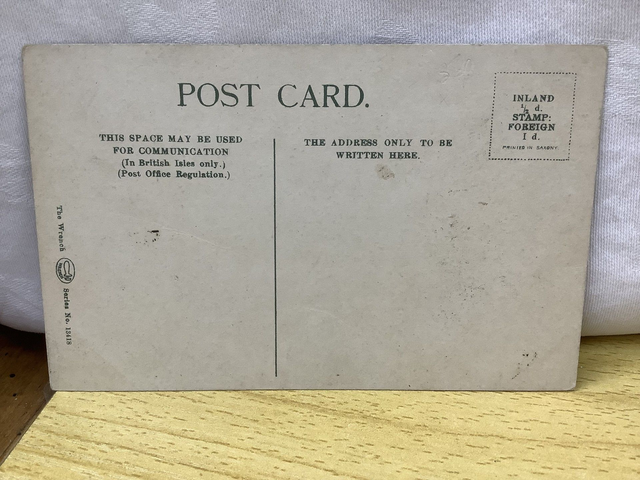 POST CARD.
THIS SPACE MAY BE USED
FOR COMMUNICATION
(In British Isles only.)
(Post Office Regulation.)
THE ADDRESS ONLY TO BE
WRITTEN HERE.
INLAND
½ d.
STAMP:
FOREIGN
1 d.
PRINTED IN SAXONY.
The Wrench
Series No. 13418